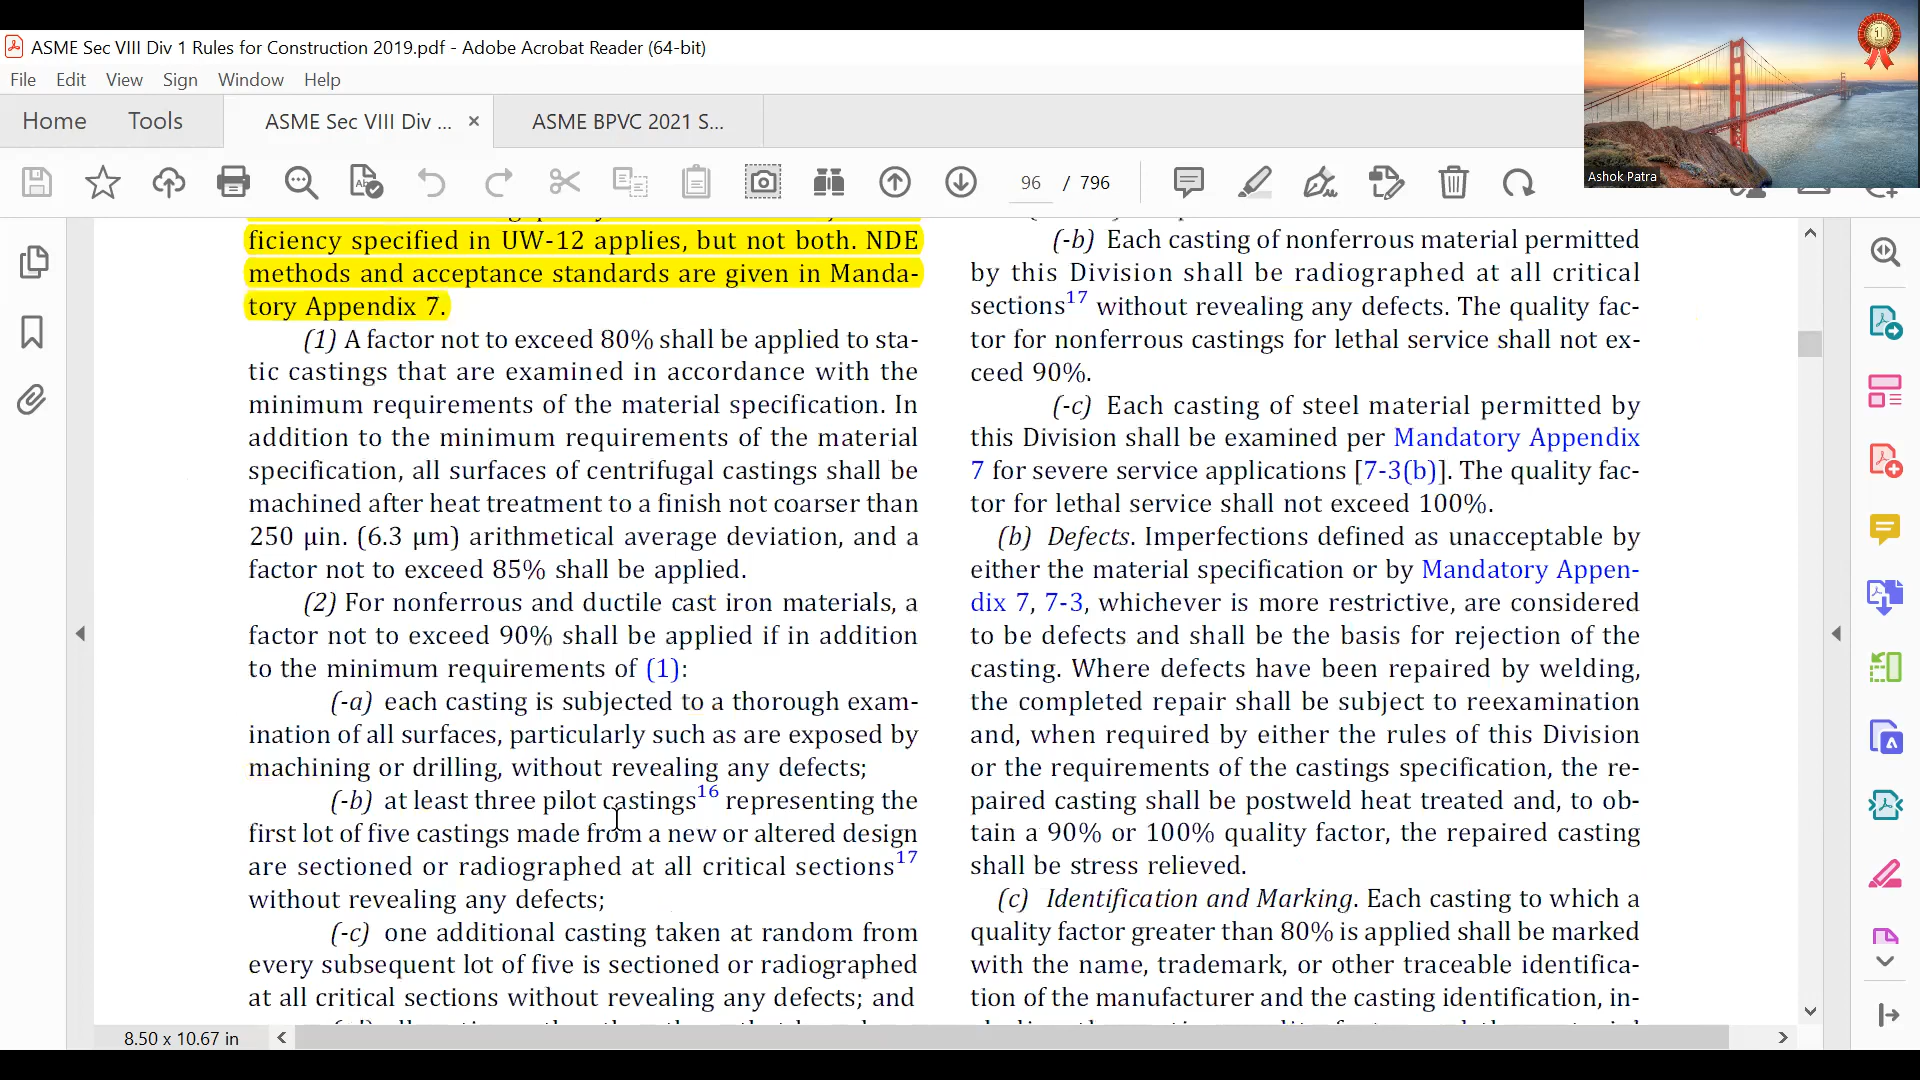 ASME Sec VIII Div 1 Rules for Construction 2019.pdf - Adobe Acrobat Reader (64-bit)
File Edit View Sign Window Help
Home Tools ASME Sec VIII Div ... × ASME BPVC 2021 S...
96 / 796
1
Ashok Patra
ficiency specified in UW-12 applies, but not both. NDE
methods and acceptance standards are given in Manda-
tory Appendix 7.
(1) A factor not to exceed 80% shall be applied to sta-
tic castings that are examined in accordance with the
minimum requirements of the material specification. In
addition to the minimum requirements of the material
specification, all surfaces of centrifugal castings shall be
machined after heat treatment to a finish not coarser than
250 μin. (6.3 μm) arithmetical average deviation, and a
factor not to exceed 85% shall be applied.
(2) For nonferrous and ductile cast iron materials, a
factor not to exceed 90% shall be applied if in addition
to the minimum requirements of (1):
(-a) each casting is subjected to a thorough exam-
ination of all surfaces, particularly such as are exposed by
machining or drilling, without revealing any defects;
(-b) at least three pilot castings16 representing the
first lot of five castings made from a new or altered design
are sectioned or radiographed at all critical sections17
without revealing any defects;
(-c) one additional casting taken at random from
every subsequent lot of five is sectioned or radiographed
at all critical sections without revealing any defects; and
(-b) Each casting of nonferrous material permitted
by this Division shall be radiographed at all critical
sections17 without revealing any defects. The quality fac-
tor for nonferrous castings for lethal service shall not ex-
ceed 90%.
(-c) Each casting of steel material permitted by
this Division shall be examined per Mandatory Appendix
7 for severe service applications [7-3(b)]. The quality fac-
tor for lethal service shall not exceed 100%.
(b) Defects. Imperfections defined as unacceptable by
either the material specification or by Mandatory Appen-
dix 7, 7-3, whichever is more restrictive, are considered
to be defects and shall be the basis for rejection of the
casting. Where defects have been repaired by welding,
the completed repair shall be subject to reexamination
and, when required by either the rules of this Division
or the requirements of the castings specification, the re-
paired casting shall be postweld heat treated and, to ob-
tain a 90% or 100% quality factor, the repaired casting
shall be stress relieved.
(c) Identification and Marking. Each casting to which a
quality factor greater than 80% is applied shall be marked
with the name, trademark, or other traceable identifica-
tion of the manufacturer and the casting identification, in-
8.50 x 10.67 in